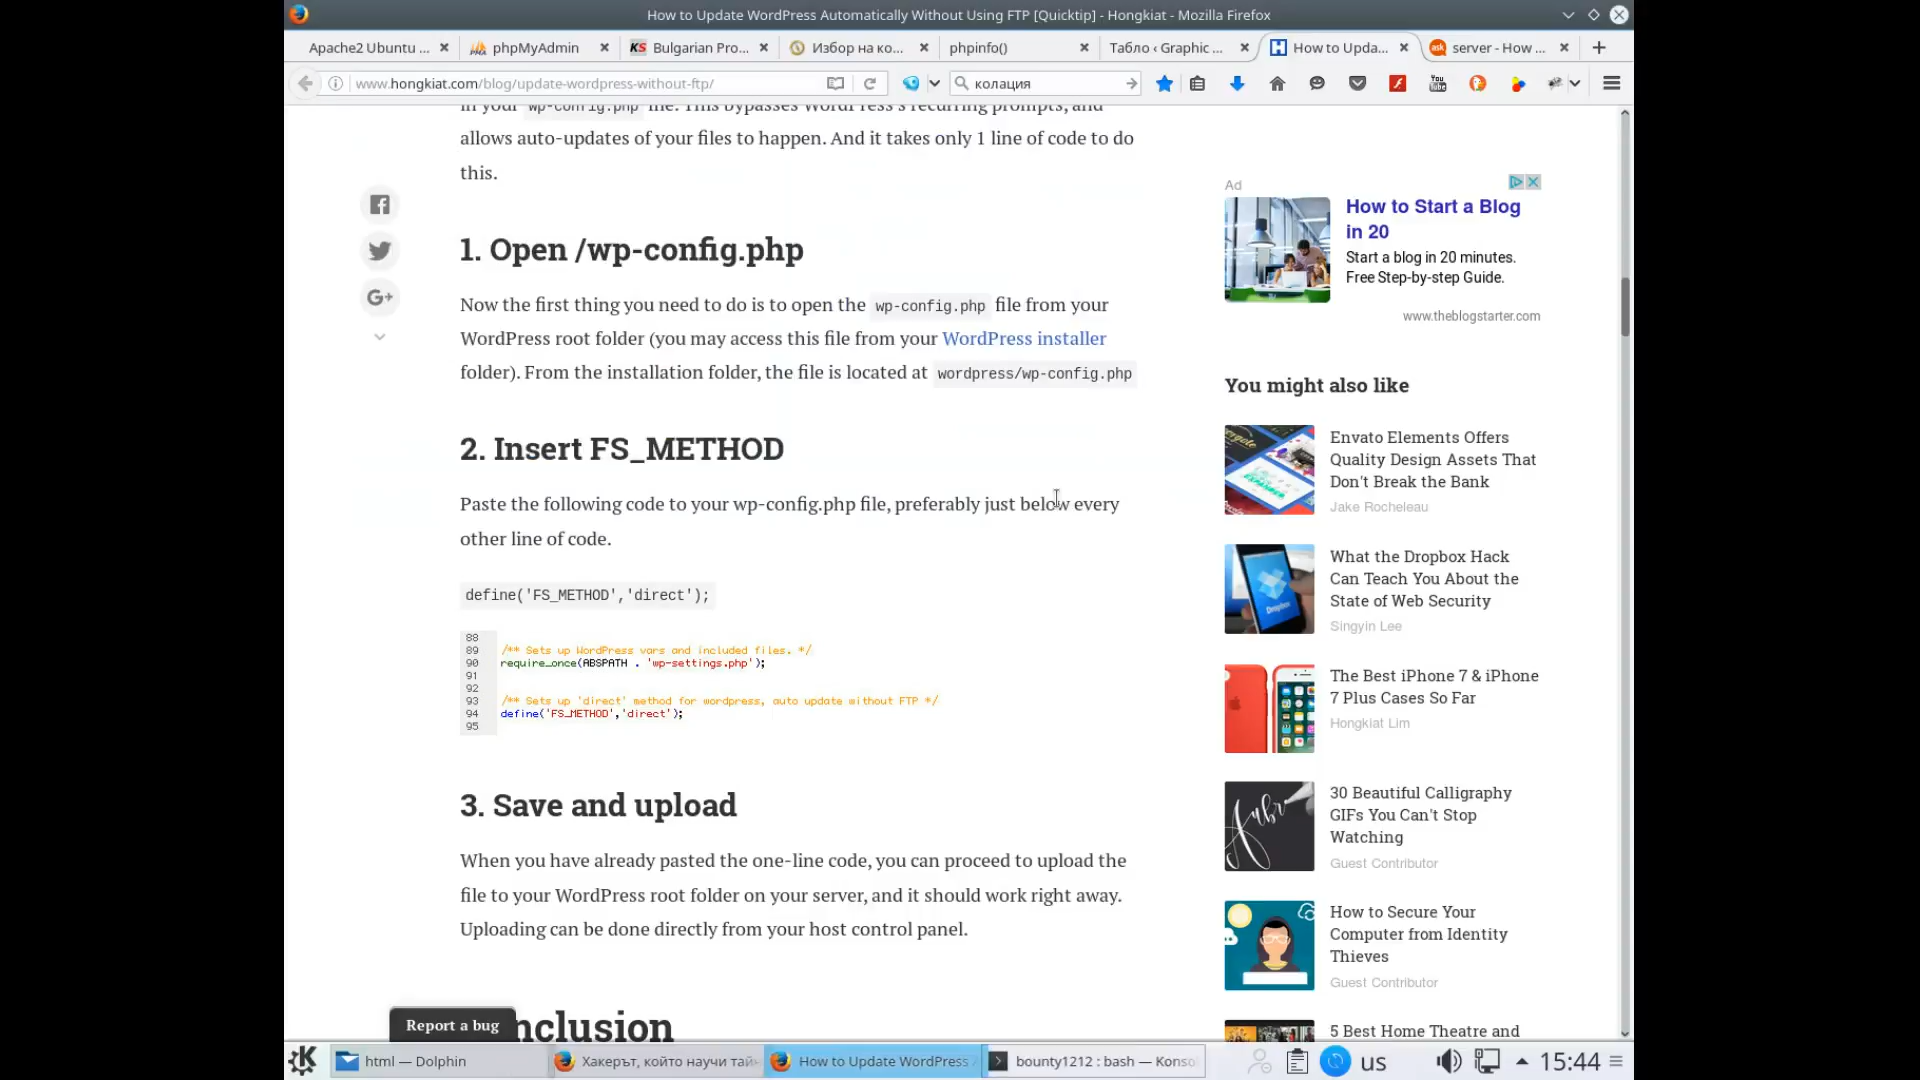 How to Update WordPress Automatically Without Using FTP [Quicktip] - Hongkiat - Mozilla Firefox
Apache2 Ubuntu ...
phpMyAdmin
KS Bulgarian Pro...
Избор на ко...
phpinfo()
Табло ‹ Graphic ...
How to Upda...
ask server - How ...
www.hongkiat.com/blog/update-wordpress-without-ftp/
колация
in your wp-config.php file. This bypasses WordPress's recurring prompts, and
allows auto-updates of your files to happen. And it takes only 1 line of code to do
this.
1. Open /wp-config.php
Now the first thing you need to do is to open the wp-config.php file from your
WordPress root folder (you may access this file from your WordPress installer
folder). From the installation folder, the file is located at wordpress/wp-config.php
2. Insert FS_METHOD
Paste the following code to your wp-config.php file, preferably just below every
other line of code.
define('FS_METHOD','direct');
88
89 /** Sets up WordPress vars and included files. */
90 require_once(ABSPATH . 'wp-settings.php');
91
92
93 /** Sets up 'direct' method for wordpress, auto update without FTP */
94 define('FS_METHOD','direct');
95
3. Save and upload
When you have already pasted the one-line code, you can proceed to upload the
file to your WordPress root folder on your server, and it should work right away.
Uploading can be done directly from your host control panel.
nclusion
Report a bug
Ad
How to Start a Blog
in 20
Start a blog in 20 minutes.
Free Step-by-step Guide.
www.theblogstarter.com
You might also like
Envato Elements Offers
Quality Design Assets That
Don't Break the Bank
Jake Rocheleau
What the Dropbox Hack
Can Teach You About the
State of Web Security
Singyin Lee
Dropbox
The Best iPhone 7 & iPhone
7 Plus Cases So Far
Hongkiat Lim
30 Beautiful Calligraphy
GIFs You Can't Stop
Watching
Guest Contributor
How to Secure Your
Computer from Identity
Thieves
Guest Contributor
5 Best Home Theatre and
html — Dolphin
Хакерът, който научи тай
How to Update WordPress
bounty1212 : bash — Konso
us
15:44